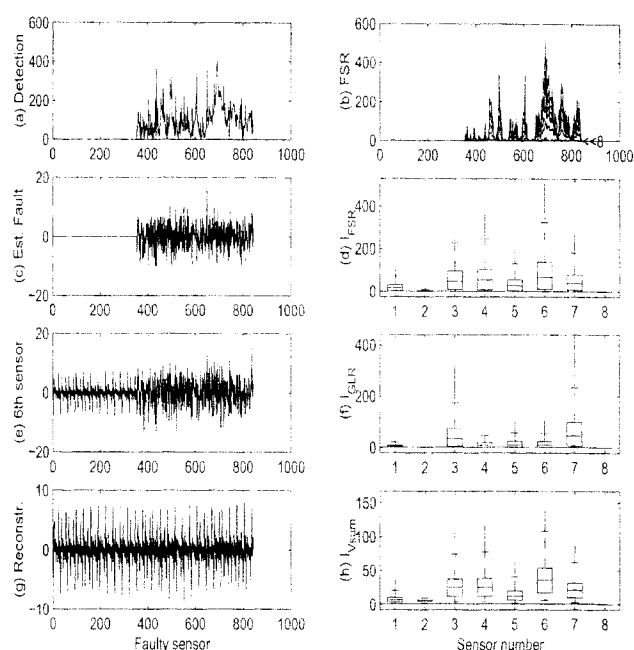 (a) Detection
600
400
200
0
0 200 400 600 800 1000
(b) FSR
600
400
200
0
<8
0 200 400 600 800 1000
(c) Est. Fault
20
0
−20
0 200 400 600 800 1000
(d) I_FSR
400
200
0
1 2 3 4 5 6 7 8
(e) 6th sensor
20
0
−20
0 200 400 600 800 1000
(f) I_GLR
400
200
0
1 2 3 4 5 6 7 8
(g) Reconstr.
10
0
−10
0 200 400 600 800 1000
Faulty sensor
(h) I_Vsum
150
100
50
0
1 2 3 4 5 6 7 8
Sensor number